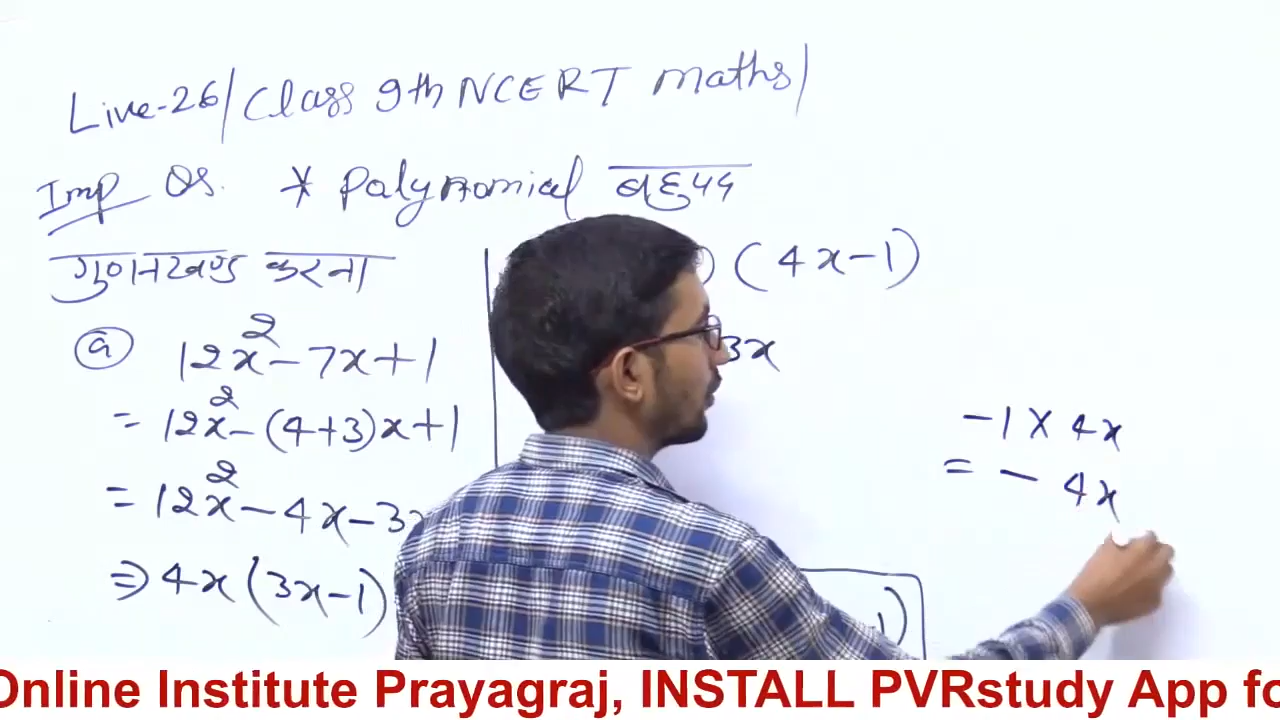 Live-26/Class 9th NCERT maths/
Imp Qs. * Polynomial बहुपद
गुणनखण्ड करना
(a) 12x² - 7x + 1
= 12x² - (4+3)x + 1
= 12x² - 4x - 3x
⇒ 4x(3x-1)
) (4x-1)
3x
-1 × 4x
= - 4x
)
Online Institute Prayagraj, INSTALL PVRstudy App fo